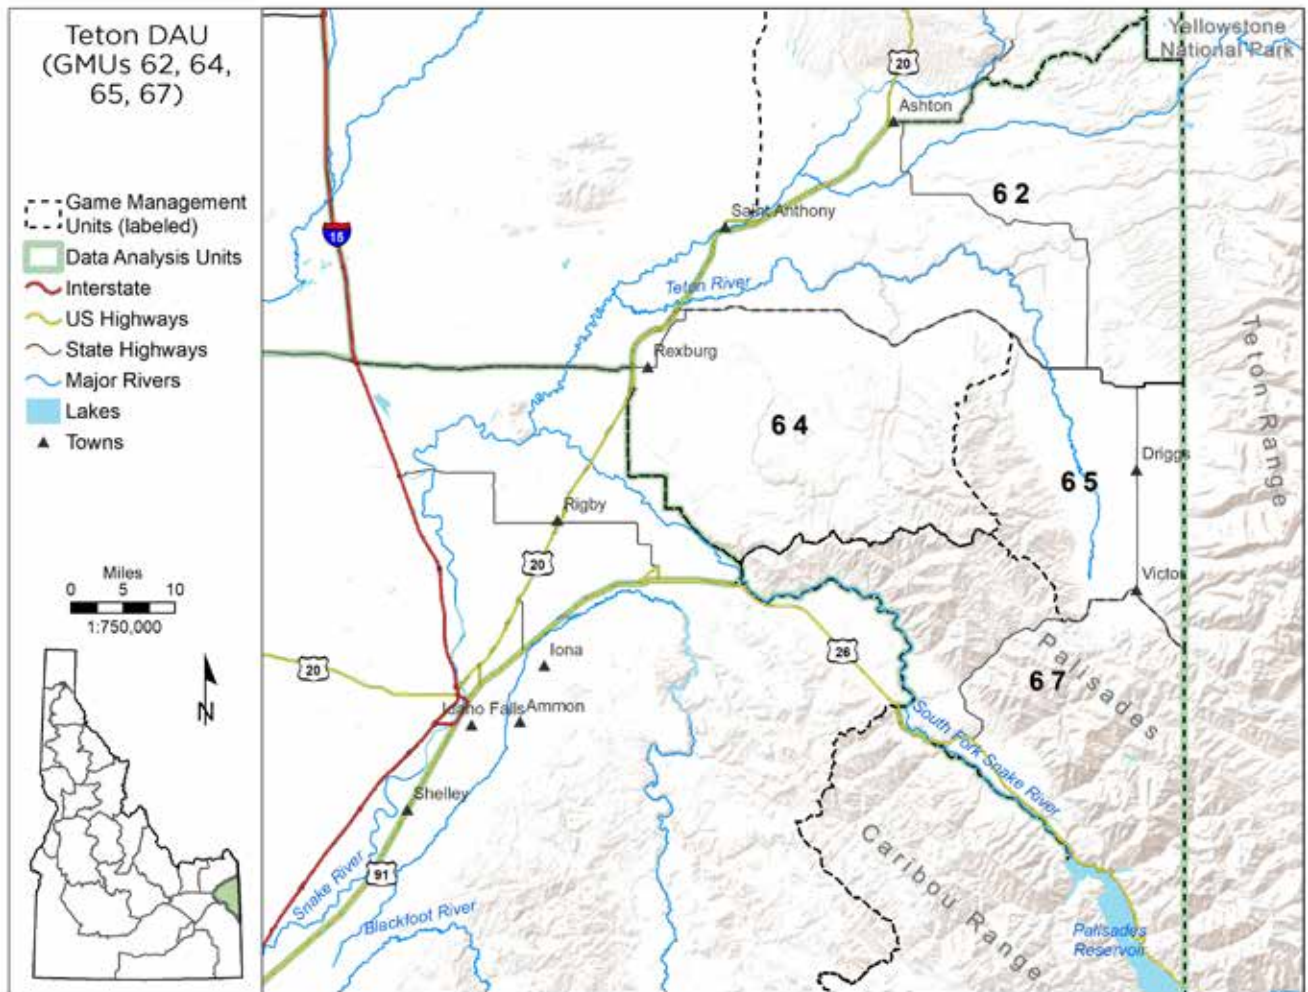 Teton DAU
(GMUs 62, 64,
65, 67)
Game Management
Units (labeled)
Data Analysis Units
Interstate
US Highways
State Highways
Major Rivers
Lakes
Towns
Miles
0 5 10
1:750,000
N
Yellowstone
National Park
20
Ashton
62
15
Saint Anthony
Teton River
Rexburg
Teton Range
64
Driggs
65
Rigby
20
Victor
Iona
26
Palisades
20
67
Idaho Falls
Ammon
South Fork Snake River
Shelley
Caribou Range
91
Snake River
Blackfoot River
Palisades
Reservoir